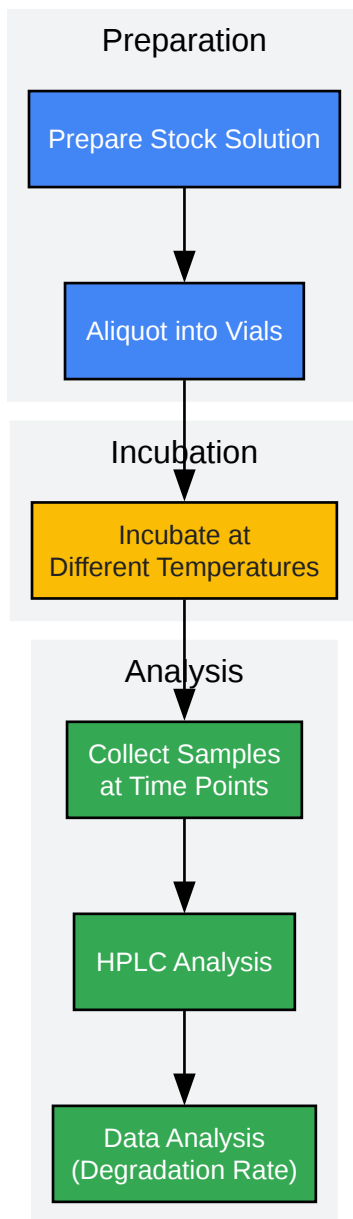 Preparation
Prepare Stock Solution
Aliquot into Vials
Incubation
Incubate at
Different Temperatures
Analysis
Collect Samples
at Time Points
HPLC Analysis
Data Analysis
(Degradation Rate)